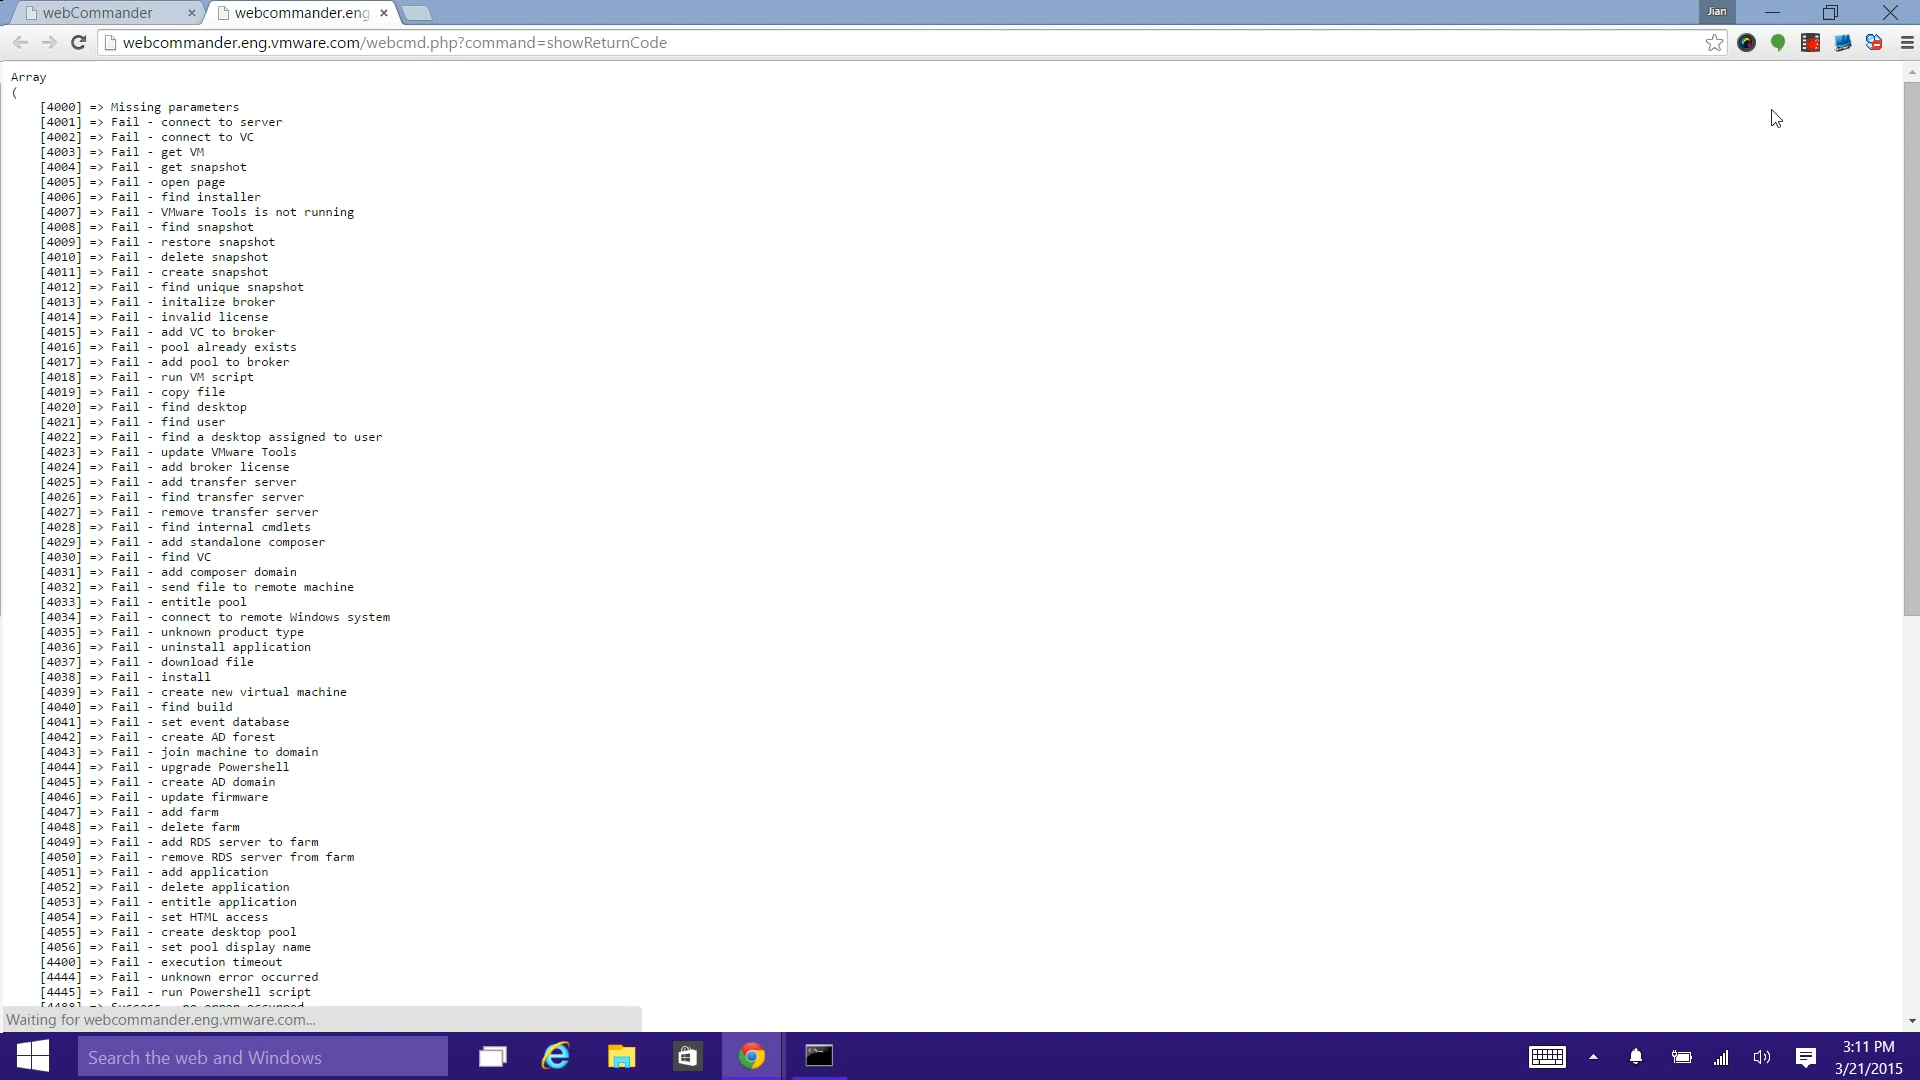 webCommander
webcommander.eng
Jian
webcommander.eng.vmware.com/webcmd.php?command=showReturnCode
Array
(
[4000] => Missing parameters
[4001] => Fail - connect to server
[4002] => Fail - connect to VC
[4003] => Fail - get VM
[4004] => Fail - get snapshot
[4005] => Fail - open page
[4006] => Fail - find installer
[4007] => Fail - VMware Tools is not running
[4008] => Fail - find snapshot
[4009] => Fail - restore snapshot
[4010] => Fail - delete snapshot
[4011] => Fail - create snapshot
[4012] => Fail - find unique snapshot
[4013] => Fail - initalize broker
[4014] => Fail - invalid license
[4015] => Fail - add VC to broker
[4016] => Fail - pool already exists
[4017] => Fail - add pool to broker
[4018] => Fail - run VM script
[4019] => Fail - copy file
[4020] => Fail - find desktop
[4021] => Fail - find user
[4022] => Fail - find a desktop assigned to user
[4023] => Fail - update VMware Tools
[4024] => Fail - add broker license
[4025] => Fail - add transfer server
[4026] => Fail - find transfer server
[4027] => Fail - remove transfer server
[4028] => Fail - find internal cmdlets
[4029] => Fail - add standalone composer
[4030] => Fail - find VC
[4031] => Fail - add composer domain
[4032] => Fail - send file to remote machine
[4033] => Fail - entitle pool
[4034] => Fail - connect to remote Windows system
[4035] => Fail - unknown product type
[4036] => Fail - uninstall application
[4037] => Fail - download file
[4038] => Fail - install
[4039] => Fail - create new virtual machine
[4040] => Fail - find build
[4041] => Fail - set event database
[4042] => Fail - create AD forest
[4043] => Fail - join machine to domain
[4044] => Fail - upgrade Powershell
[4045] => Fail - create AD domain
[4046] => Fail - update firmware
[4047] => Fail - add farm
[4048] => Fail - delete farm
[4049] => Fail - add RDS server to farm
[4050] => Fail - remove RDS server from farm
[4051] => Fail - add application
[4052] => Fail - delete application
[4053] => Fail - entitle application
[4054] => Fail - set HTML access
[4055] => Fail - create desktop pool
[4056] => Fail - set pool display name
[4400] => Fail - execution timeout
[4444] => Fail - unknown error occurred
[4445] => Fail - run Powershell script
[4488] => Success - no error occurred
Waiting for webcommander.eng.vmware.com...
Search the web and Windows
3:11 PM
3/21/2015